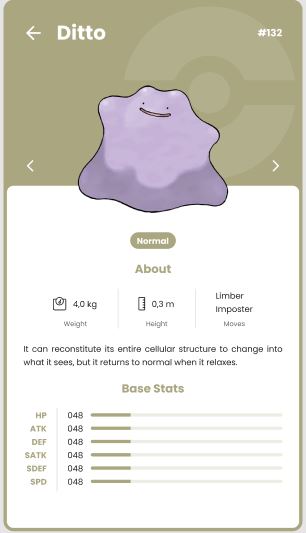 Ditto
#132
Normal
About
4,0 kg
0,3 m
Limber
Imposter
Weight
Height
Moves
It can reconstitute its entire cellular structure to change into
what it sees, but it returns to normal when it relaxes.
Base Stats
HP 048
ATK 048
DEF 048
SATK 048
SDEF 048
SPD 048